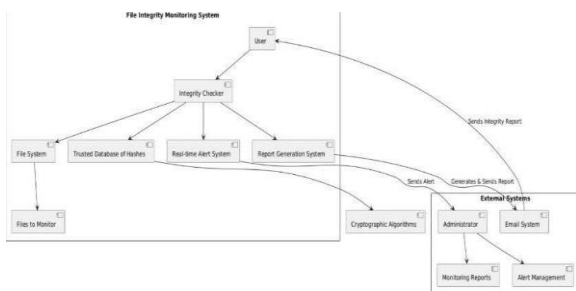 File Integrity Monitoring System
User
Integrity Checker
Sends Integrity Report
File System
Trusted Database of Hashes
Real-time Alert System
Report Generation System
Sends Alert
Generates & Sends Report
External Systems
Files to Monitor
Cryptographic Algorithms
Administrator
Email System
Monitoring Reports
Alert Management